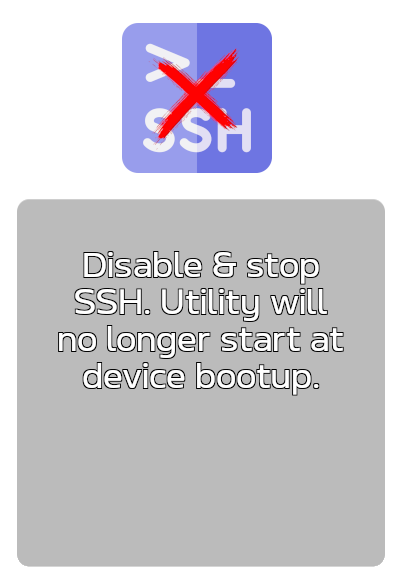 >_
SSH
Disable & stop
SSH. Utility will
no longer start at
device bootup.